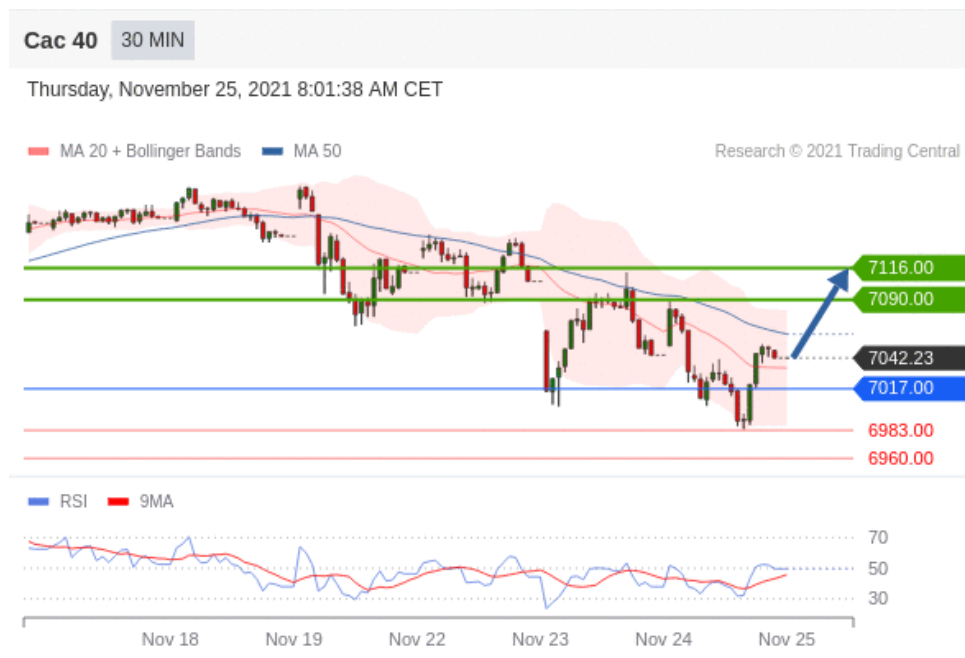 Cac 40 30 MIN
Thursday, November 25, 2021 8:01:38 AM CET
MA 20 + Bollinger Bands MA 50 Research © 2021 Trading Central
7116.00
7090.00
7042.23
7017.00
6983.00
6960.00
RSI 9MA
70
50
30
Nov 18 Nov 19 Nov 22 Nov 23 Nov 24 Nov 25